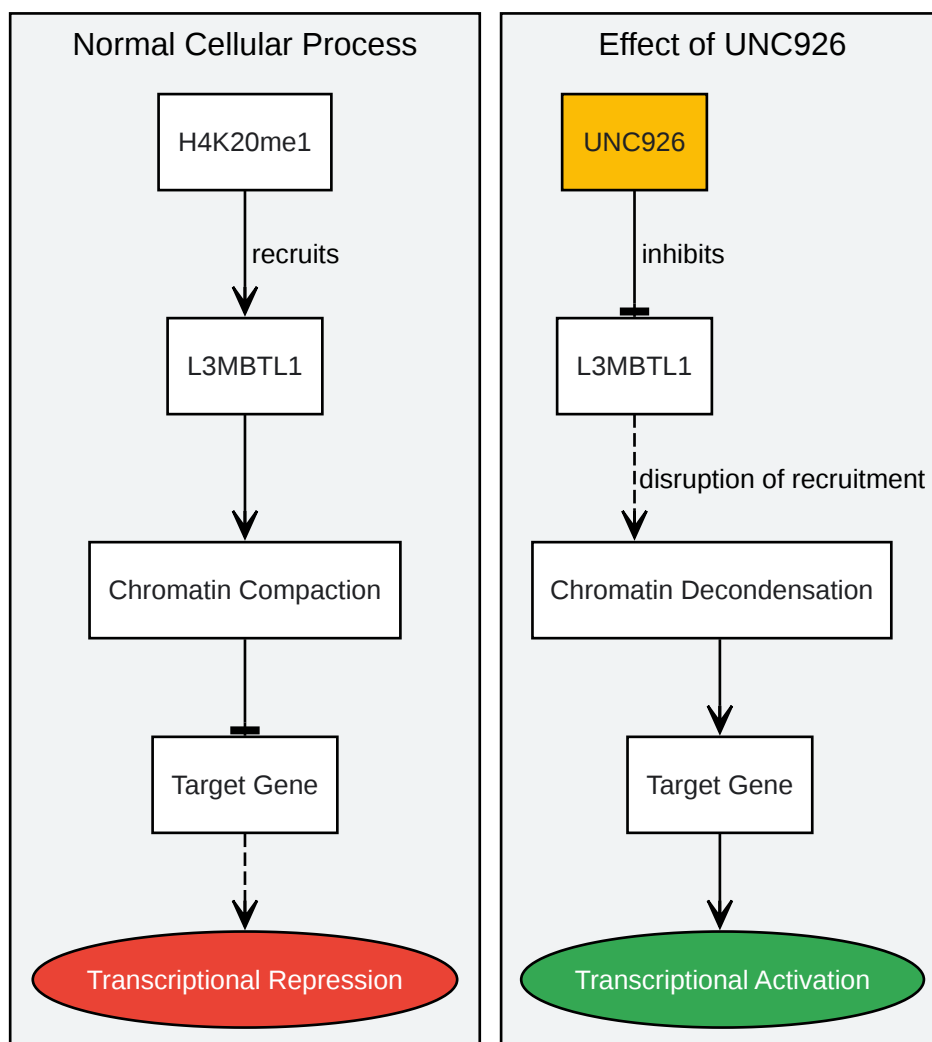 Normal Cellular Process
H4K20me1
recruits
L3MBTL1
Chromatin Compaction
Target Gene
Transcriptional Repression
Effect of UNC926
UNC926
inhibits
L3MBTL1
disruption of recruitment
Chromatin Decondensation
Target Gene
Transcriptional Activation